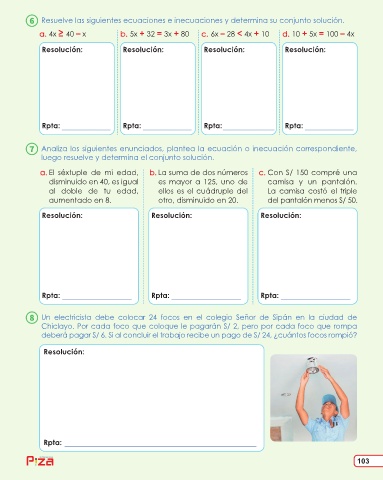 6 Resuelve las siguientes ecuaciones e inecuaciones y determina su conjunto solución.
a. 4x ≥ 40 – x b. 5x + 32 = 3x + 80 c. 6x – 28 < 4x + 10 d. 10 + 5x = 100 – 4x
Resolución: Resolución: Resolución: Resolución:
Rpta: Rpta: Rpta: Rpta:
7 Analiza los siguientes enunciados, plantea la ecuación o inecuación correspondiente,
luego resuelve y determina el conjunto solución.
a. El séxtuple de mi edad,
disminuido en 40, es igual
al doble de tu edad,
aumentado en 8.
b. La suma de dos números
es mayor a 125, uno de
ellos es el cuádruple del
otro, disminuido en 20.
c. Con S/ 150 compré una
camisa y un pantalón.
La camisa costó el triple
del pantalón menos S/ 50.
Resolución: Resolución: Resolución:
Rpta: Rpta: Rpta:
8 Un electricista debe colocar 24 focos en el colegio Señor de Sipán en la ciudad de
Chiclayo. Por cada foco que coloque le pagarán S/ 2, pero por cada foco que rompa
deberá pagar S/ 6. Si al concluir el trabajo recibe un pago de S/ 24, ¿cuántos focos rompió?
Resolución:
Rpta:
Piza
103